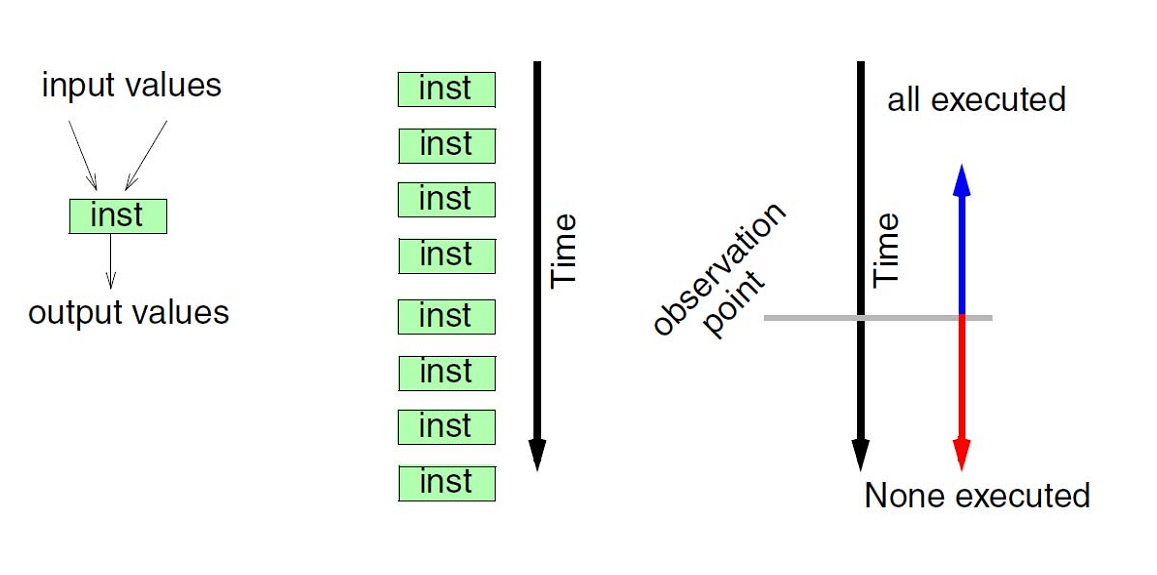 input values
inst
output values
inst
inst
inst
inst
inst
inst
inst
inst
Time
observation
point
Time
all executed
None executed